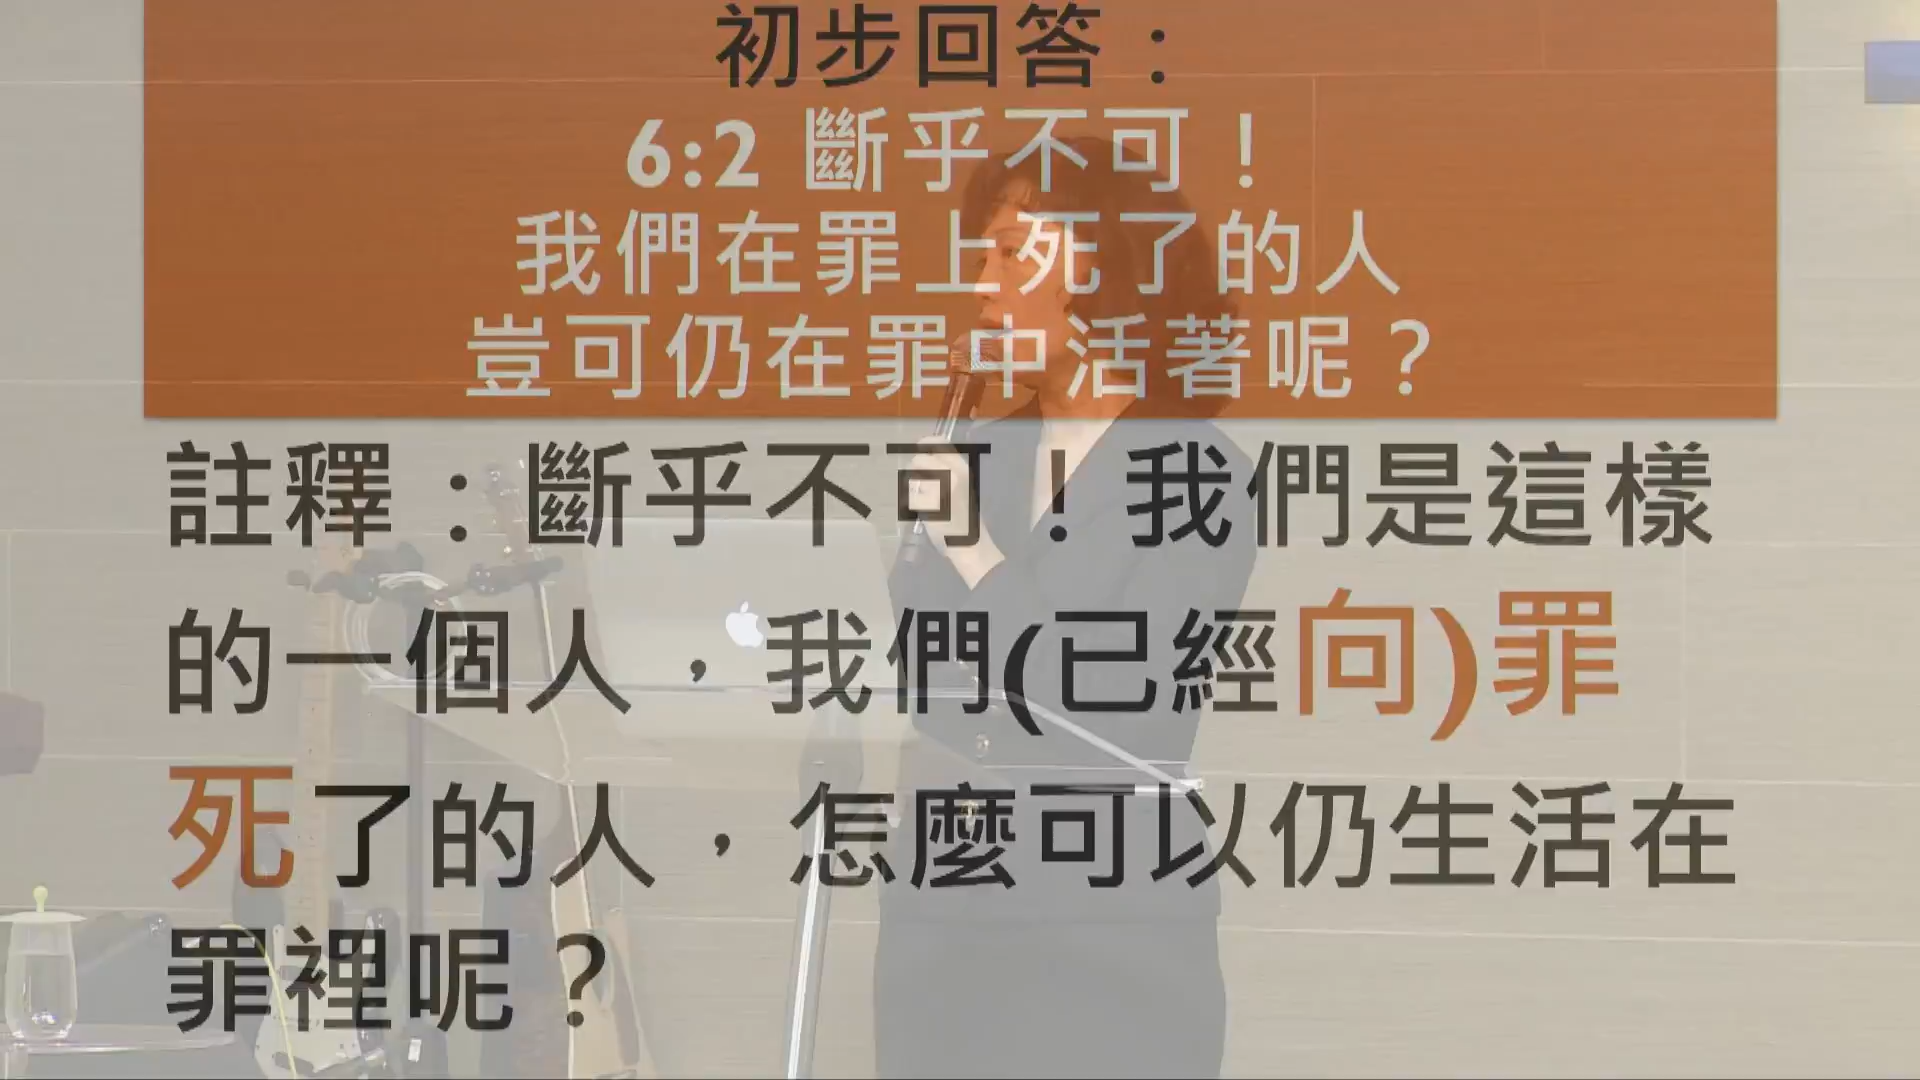 初步回答：
6:2 斷乎不可！
我們在罪上死了的人
豈可仍在罪中活著呢？
註釋：斷乎不可！我們是這樣
的一個人，我們(已經向)罪
死了的人，怎麼可以仍生活在
罪裡呢？